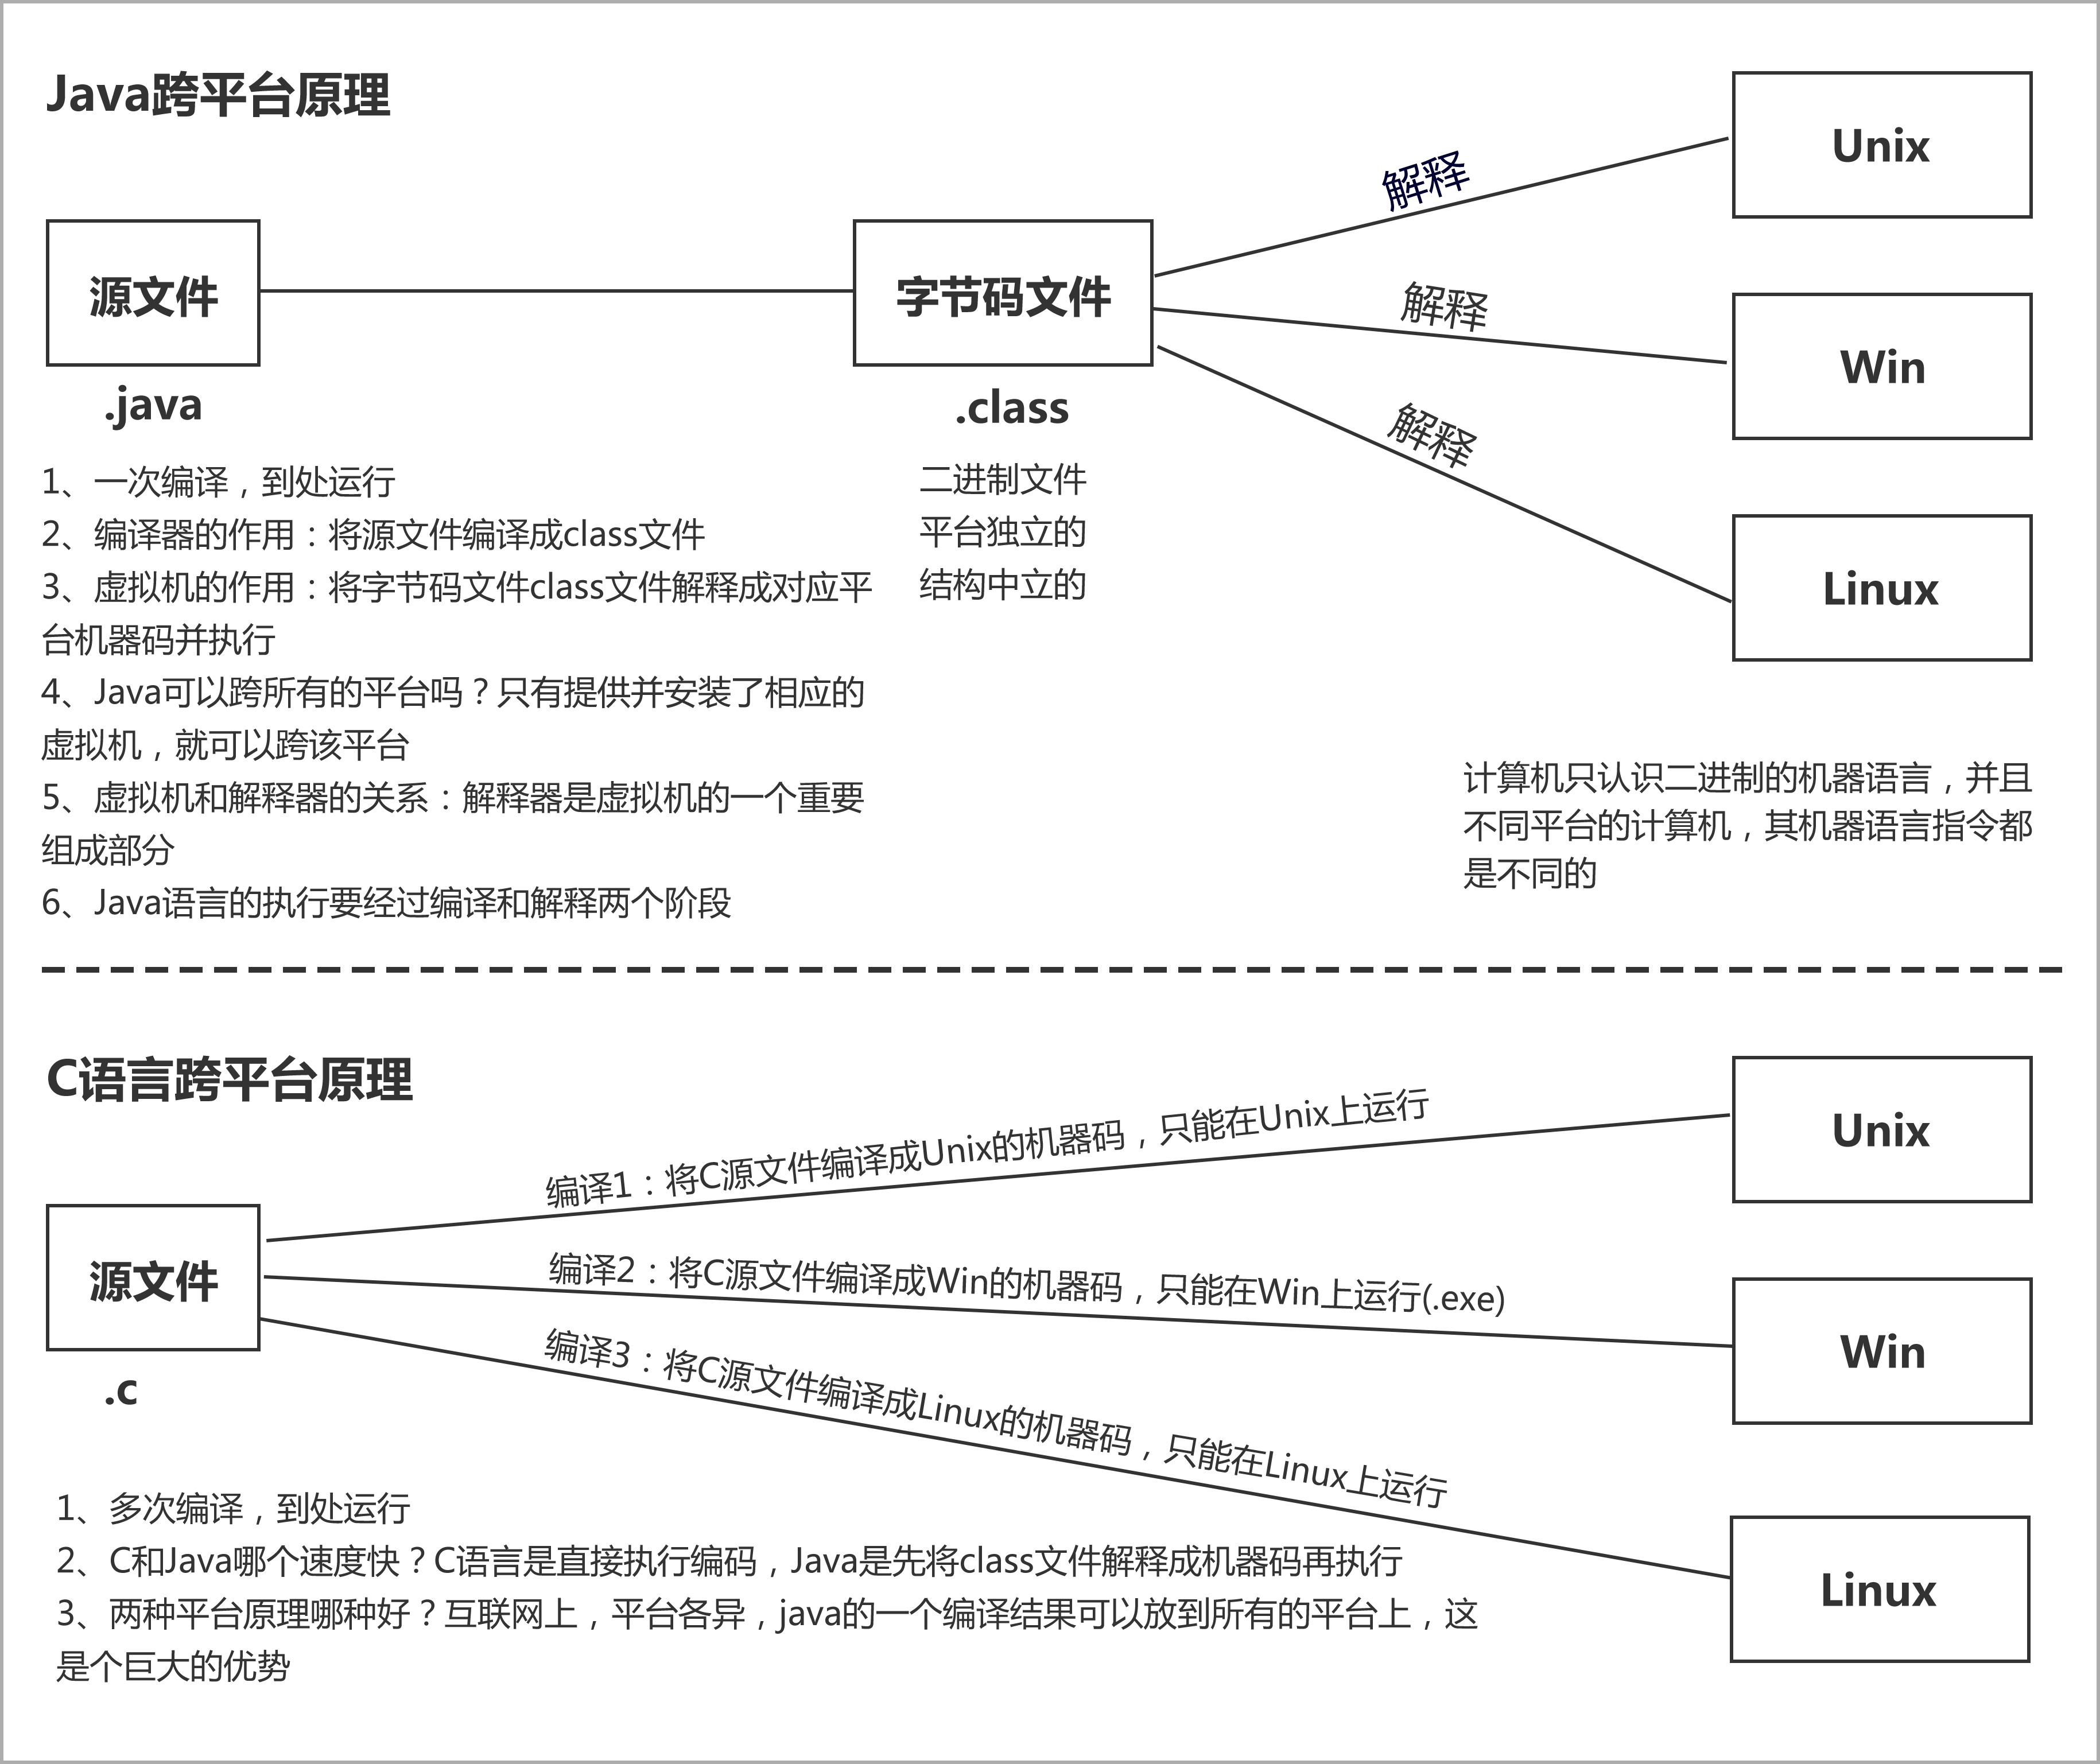 Java跨平台原理
Unix
解释
源文件
字节码文件
解释
Win
.java
.class
解释
Linux
1、一次编译，到处运行
2、编译器的作用：将源文件编译成class文件
3、虚拟机的作用：将字节码文件class文件解释成对应平
台机器码并执行
4、Java可以跨所有的平台吗？只有提供并安装了相应的
虚拟机，就可以跨该平台
5、虚拟机和解释器的关系：解释器是虚拟机的一个重要
组成部分
6、Java语言的执行要经过编译和解释两个阶段
二进制文件
平台独立的
结构中立的
计算机只认识二进制的机器语言，并且
不同平台的计算机，其机器语言指令都
是不同的
C语言跨平台原理
编译1：将C源文件编译成Unix的机器码，只能在Unix上运行
Unix
源文件
编译2：将C源文件编译成Win的机器码，只能在Win上运行(.exe)
Win
.c
编译3：将C源文件编译成Linux的机器码，只能在Linux上运行
Linux
1、多次编译，到处运行
2、C和Java哪个速度快？C语言是直接执行编码，Java是先将class文件解释成机器码再执行
3、两种平台原理哪种好？互联网上，平台各异，java的一个编译结果可以放到所有的平台上，这
是个巨大的优势